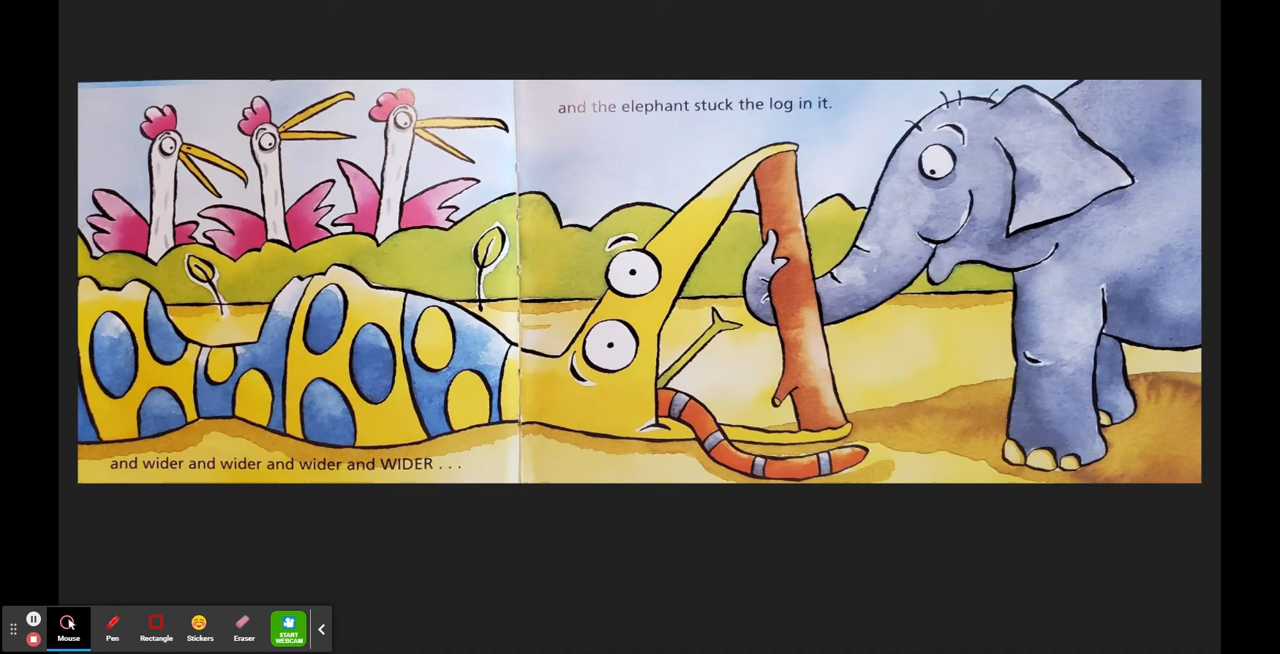 and wider and wider and wider and WIDER . . .
and the elephant stuck the log in it.
Mouse
Pen
Rectangle
Stickers
Eraser
START
WEBCAM